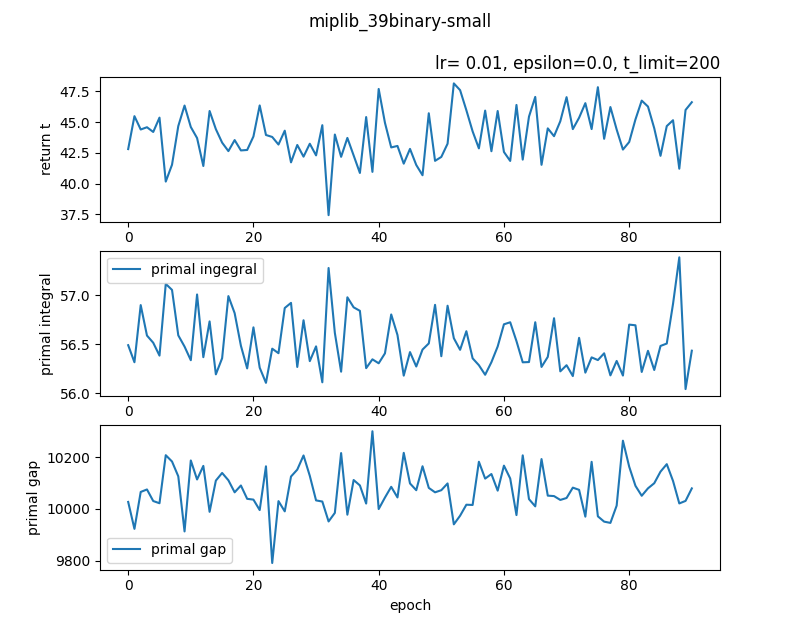 miplib_39binary-small
lr= 0.01, epsilon=0.0, t_limit=200
return t
47.5
45.0
42.5
40.0
37.5
0 20 40 60 80
primal integral
primal ingegral
57.0
56.5
56.0
0 20 40 60 80
primal gap
10200
10000
9800
primal gap
0 20 40 60 80
epoch